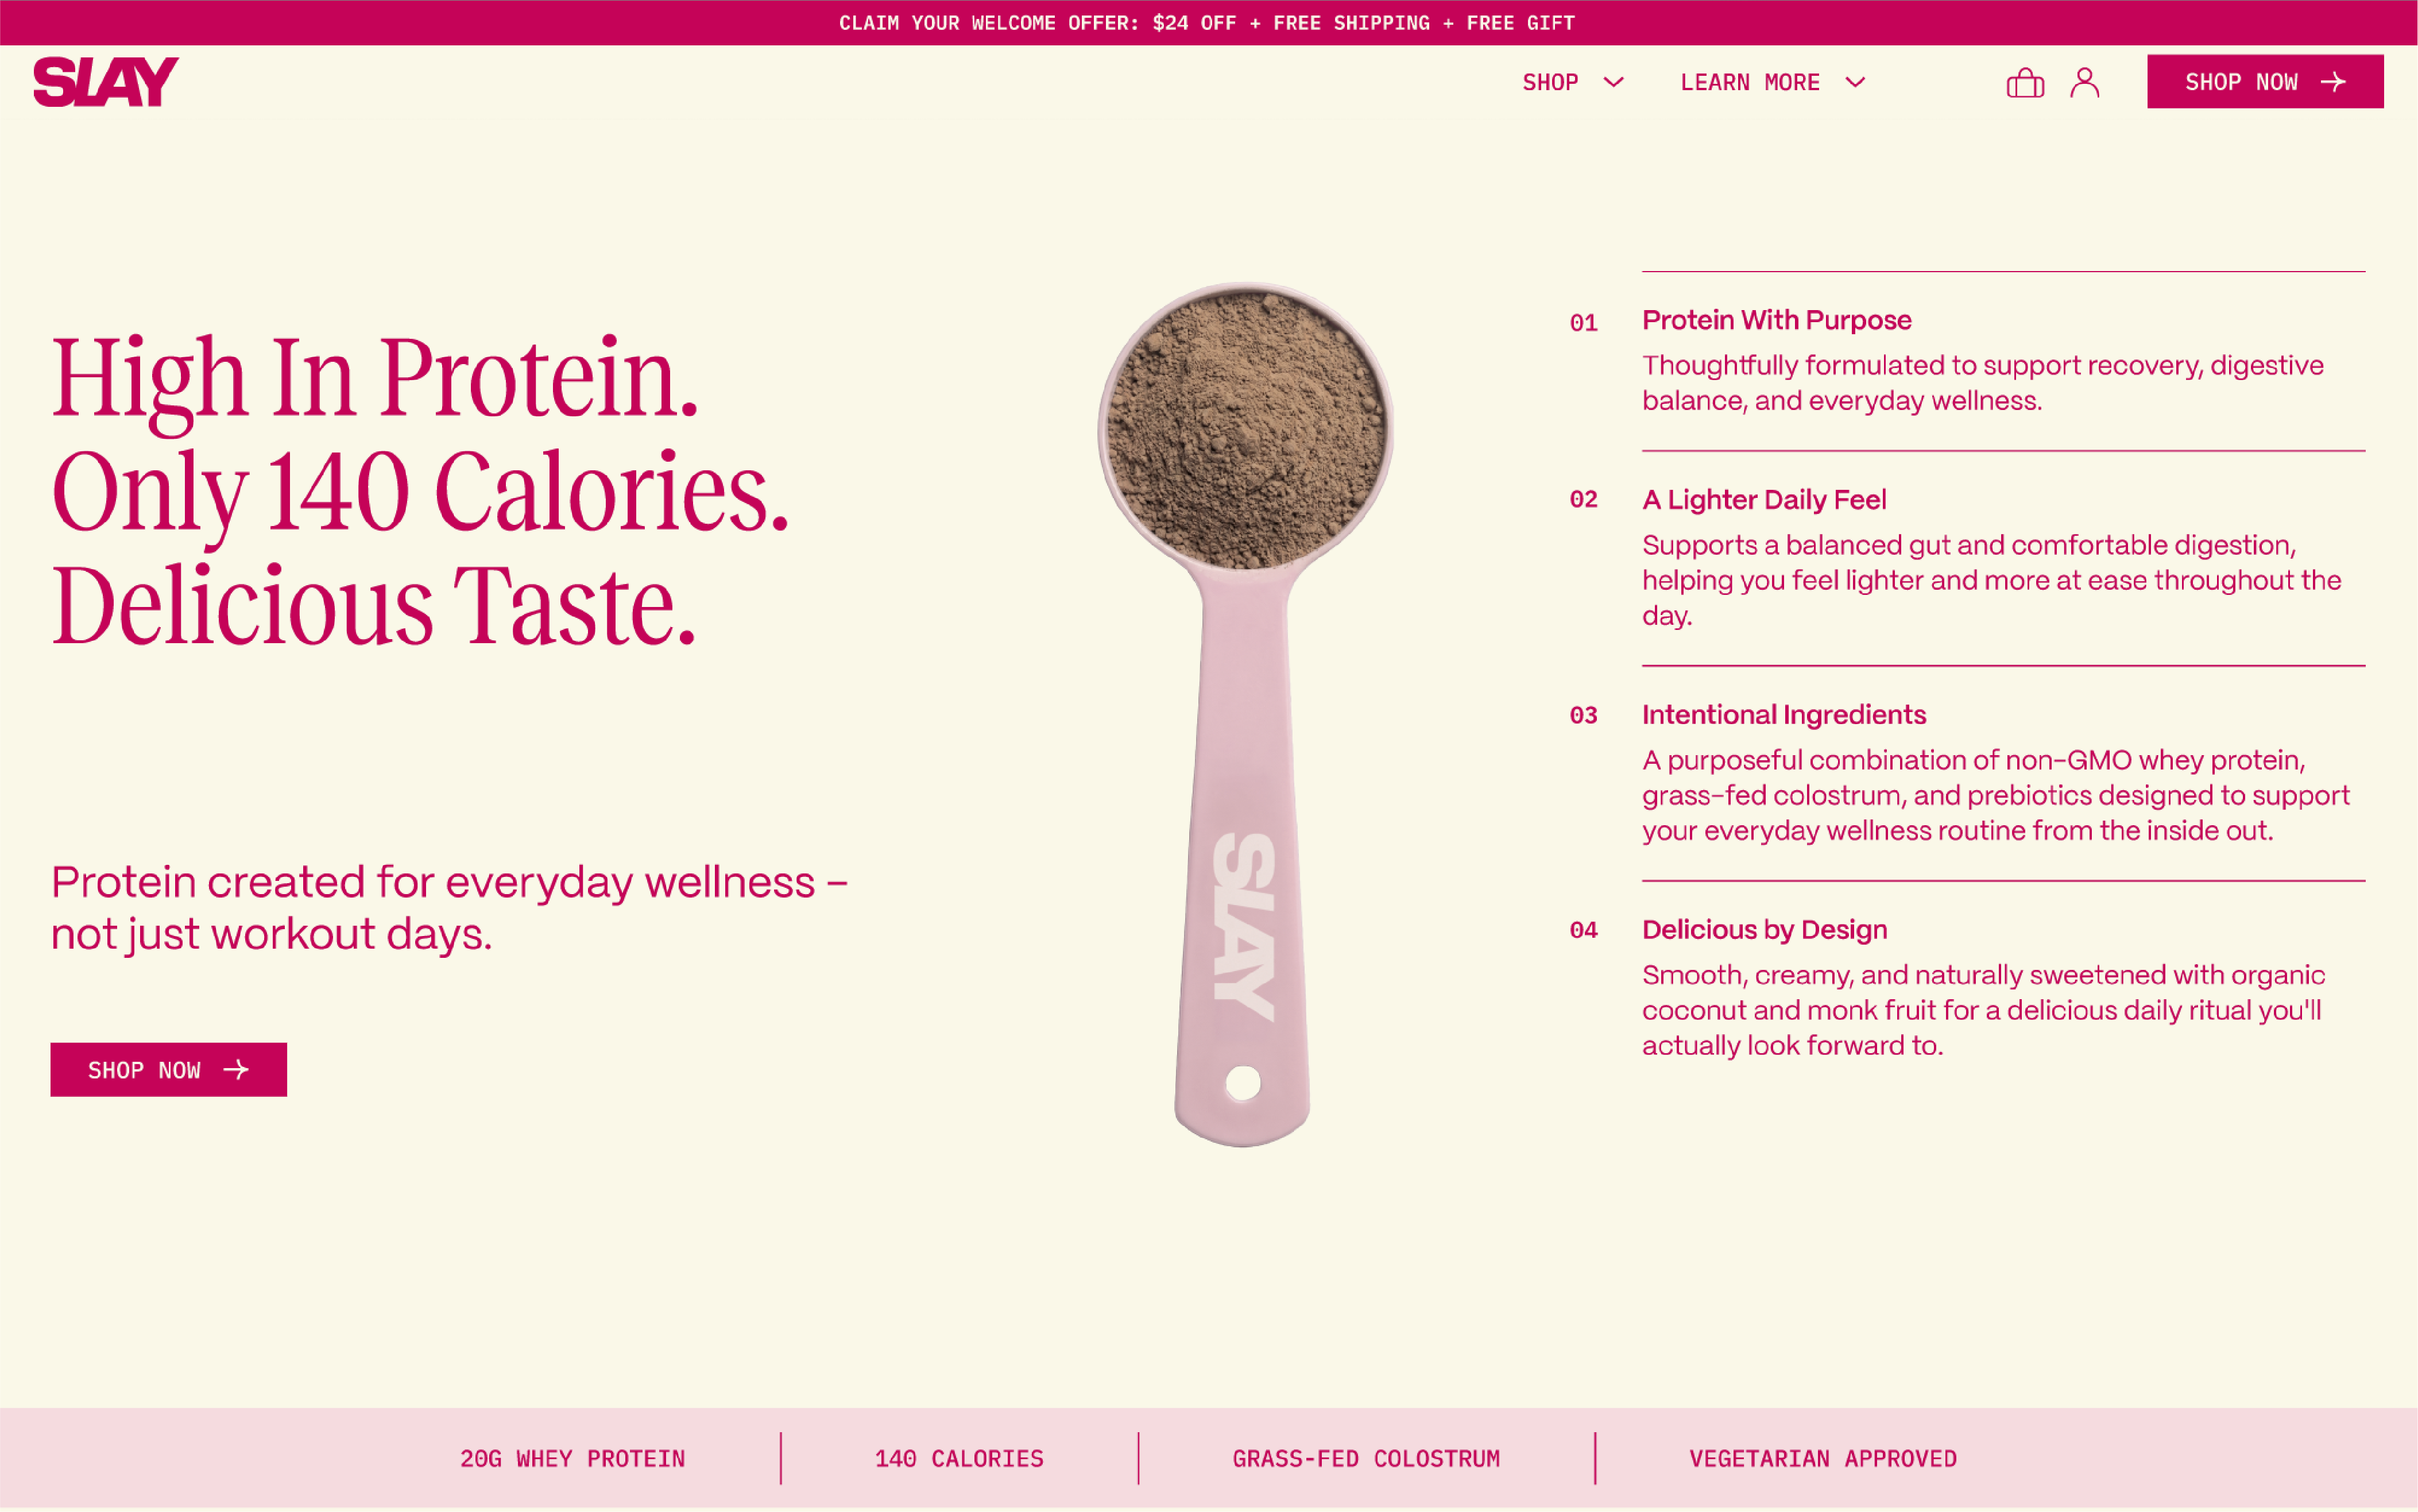 CLAIM YOUR WELCOME OFFER: $24 OFF + FREE SHIPPING + FREE GIFT
SLAY
SHOP
LEARN MORE
SHOP NOW
High In Protein.
Only 140 Calories.
Delicious Taste.
Protein created for everyday wellness –
not just workout days.
SHOP NOW
SLAY
01
Protein With Purpose
Thoughtfully formulated to support recovery, digestive
balance, and everyday wellness.
02
A Lighter Daily Feel
Supports a balanced gut and comfortable digestion,
helping you feel lighter and more at ease throughout the
day.
03
Intentional Ingredients
A purposeful combination of non-GMO whey protein,
grass-fed colostrum, and prebiotics designed to support
your everyday wellness routine from the inside out.
04
Delicious by Design
Smooth, creamy, and naturally sweetened with organic
coconut and monk fruit for a delicious daily ritual you'll
actually look forward to.
20G WHEY PROTEIN
140 CALORIES
GRASS-FED COLOSTRUM
VEGETARIAN APPROVED